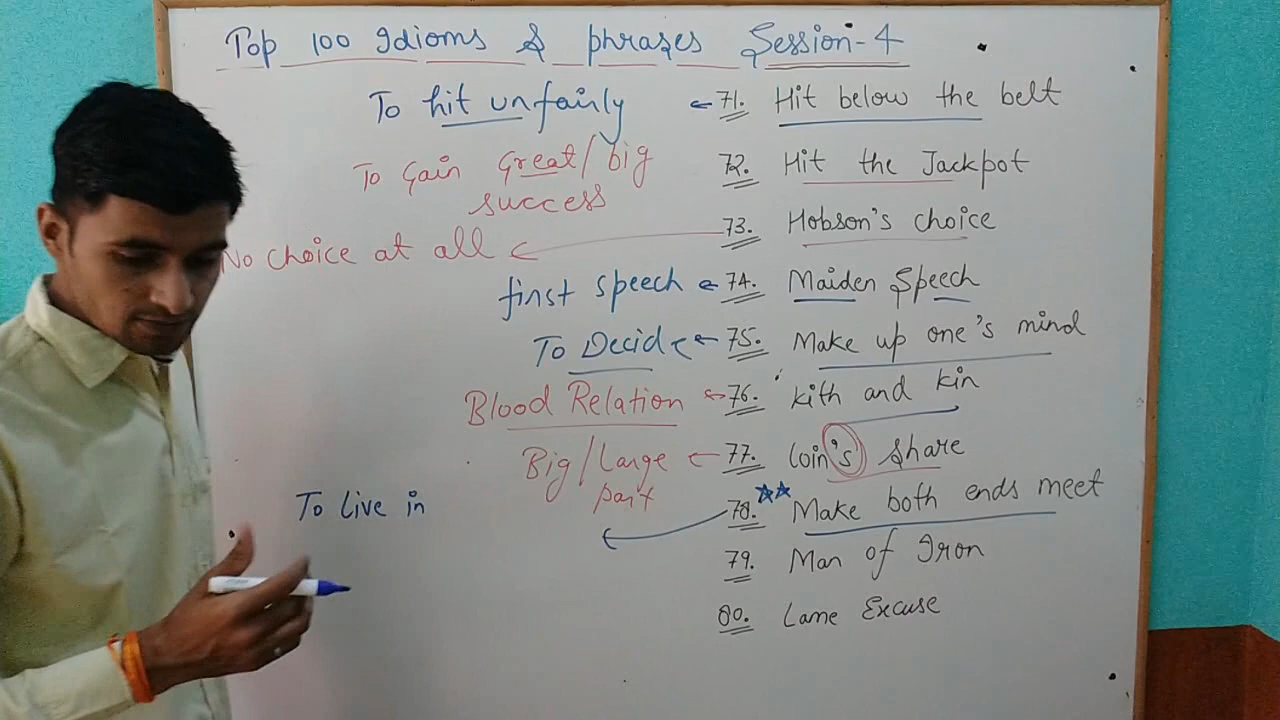 Top 100 Idioms & phrases Session-4
To hit unfairly ← 71. Hit below the belt
To Gain Great/big success 72. Hit the Jackpot
No choice at all ← 73. Hobson's choice
first speech ← 74. Maiden Speech
To Decide ← 75. Make up one's mind
Blood Relation ← 76. kith and kin
Big/Large part ← 77. loin's share
To live in ← 78. Make both ends meet
79. Man of Iron
80. Lame Excuse